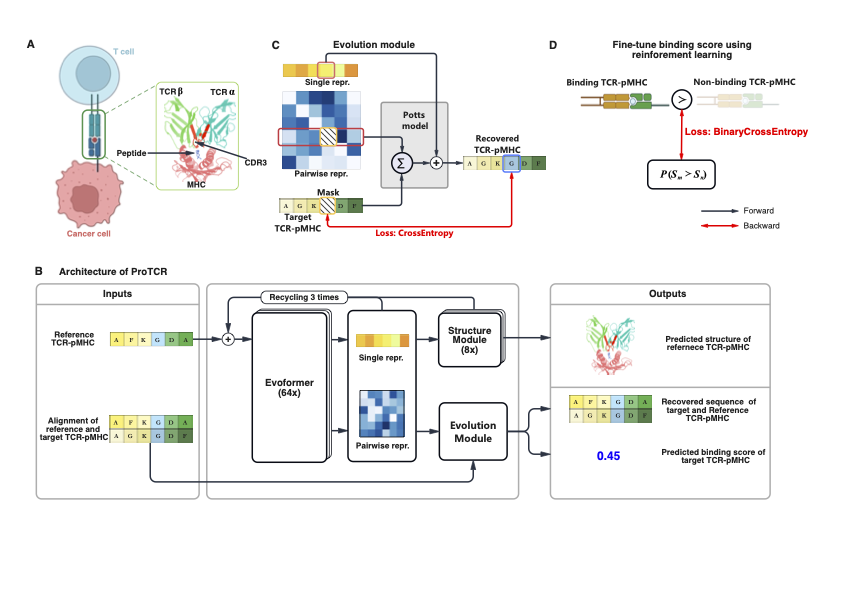 A
T cell
TCR β
TCR α
Peptide
CDR3
MHC
Cancer cell
C
Evolution module
Single repr.
Potts
model
Σ
+
Pairwise repr.
Mask
A G K D F
Target
TCR-pMHC
Recovered
TCR-pMHC
A G K G D F
Loss: CrossEntropy
D
Fine-tune binding score using
reinforement learning
Binding TCR-pMHC
Non-binding TCR-pMHC
>
Loss: BinaryCrossEntropy
P(Sm > Sn)
Forward
Backward
B Architecture of ProTCR
Inputs
Reference
TCR-pMHC
A F K G D A
Alignment of
reference and
target TCR-pMHC
A F K G D A
A G K G D F
Recycling 3 times
+
Evoformer
(64x)
Single repr.
Pairwise repr.
Structure
Module
(8x)
Evolution
Module
Outputs
Predicted structure of
refernece TCR-pMHC
A F K G D A
A G K G D F
Recovered sequence of
target and Reference
TCR-pMHC
0.45
Predicted binding score of
target TCR-pMHC